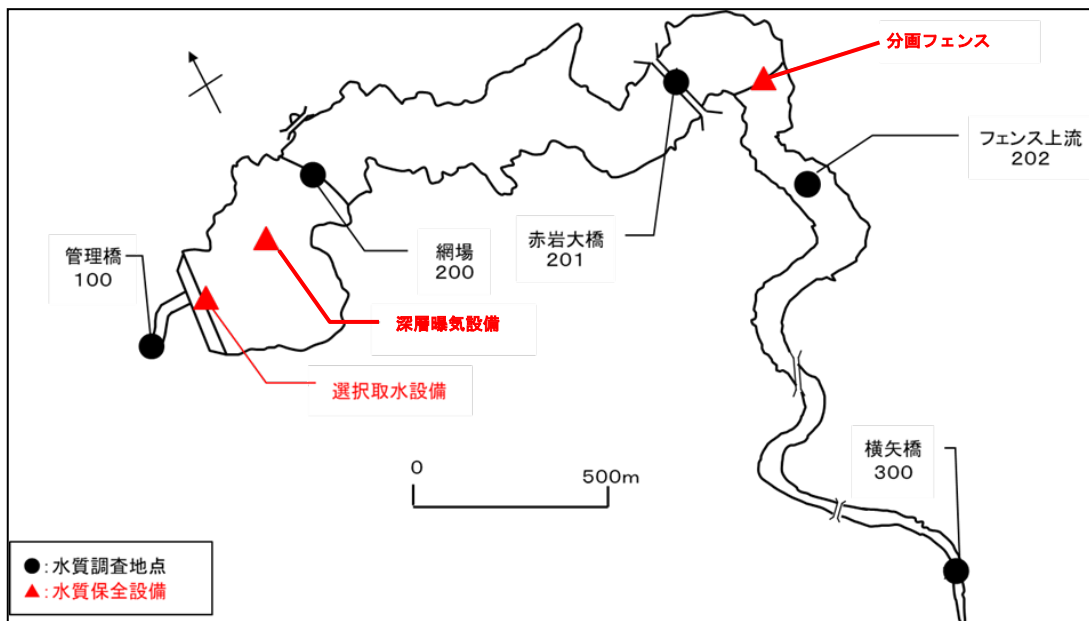 分画フェンス
フェンス上流
202
赤岩大橋
201
網場
200
管理橋
100
深層曝気設備
選択取水設備
横矢橋
300
0
500m
●:水質調査地点
▲:水質保全設備